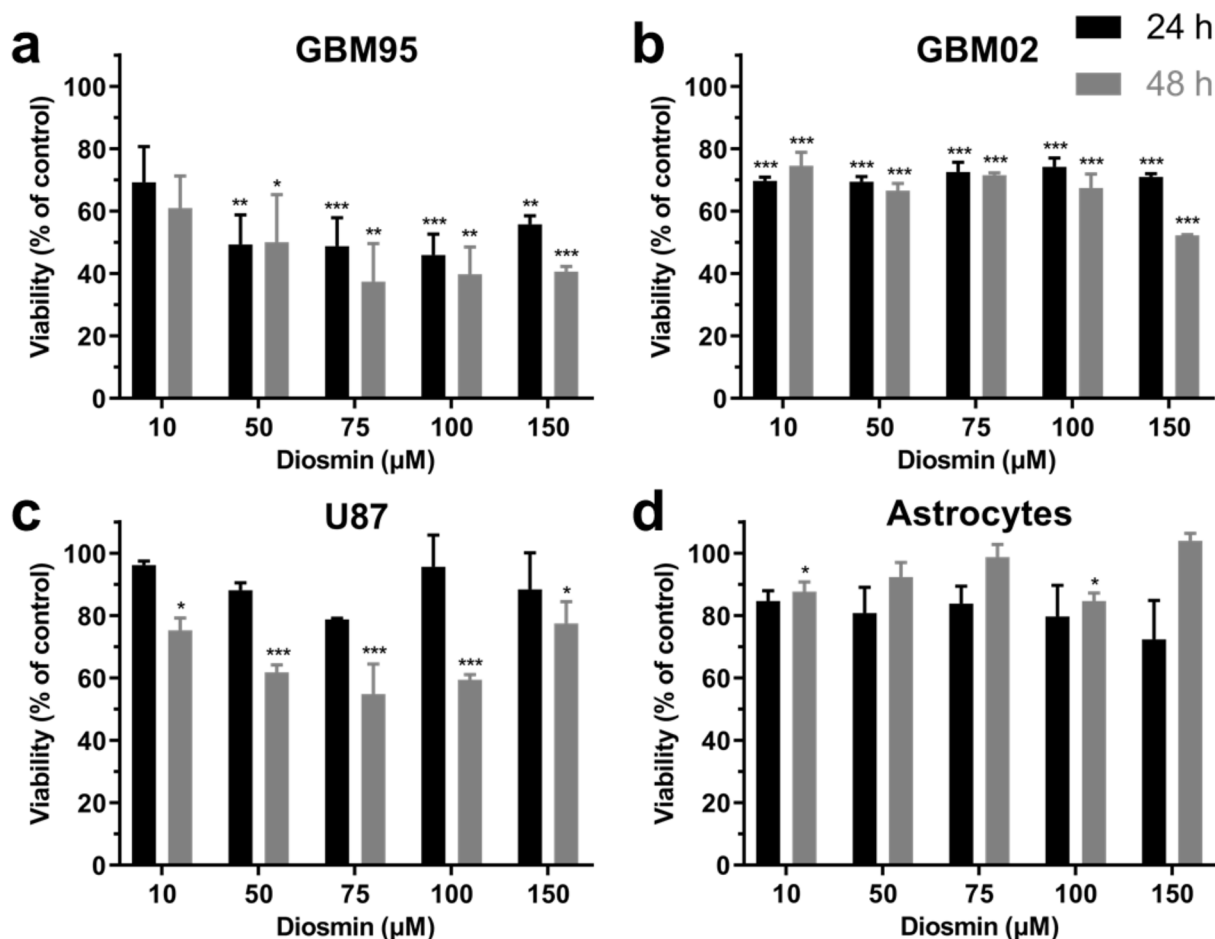 a
GBM95
Viability (% of control)
100
80
60
40
20
0
** * *** ** *** ** ** ***
10 50 75 100 150
Diosmin (µM)
b
GBM02
24 h
48 h
Viability (% of control)
100
80
60
40
20
0
*** *** *** *** *** *** *** *** *** ***
10 50 75 100 150
Diosmin (µM)
c
U87
Viability (% of control)
100
80
60
40
20
0
* *** *** *** *
10 50 75 100 150
Diosmin (µM)
d
Astrocytes
Viability (% of control)
100
80
60
40
20
0
* *
10 50 75 100 150
Diosmin (µM)